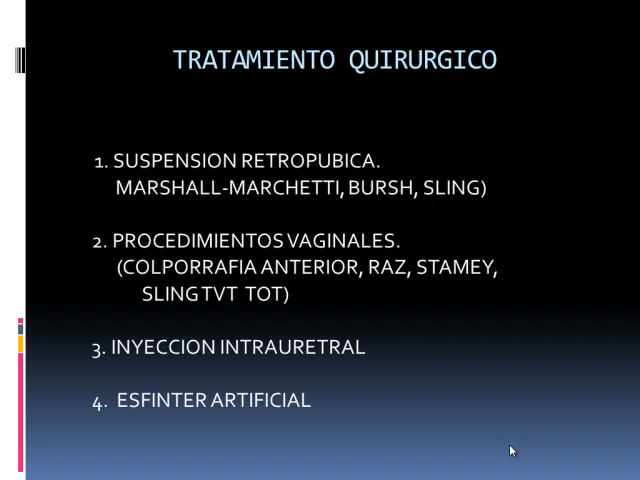 TRATAMIENTO QUIRURGICO
1. SUSPENSION RETROPUBICA.
MARSHALL-MARCHETTI, BURSH, SLING)
2. PROCEDIMIENTOS VAGINALES.
(COLPORRAFIA ANTERIOR, RAZ, STAMEY,
SLING TVT TOT)
3. INYECCION INTRAURETRAL
4. ESFINTER ARTIFICIAL